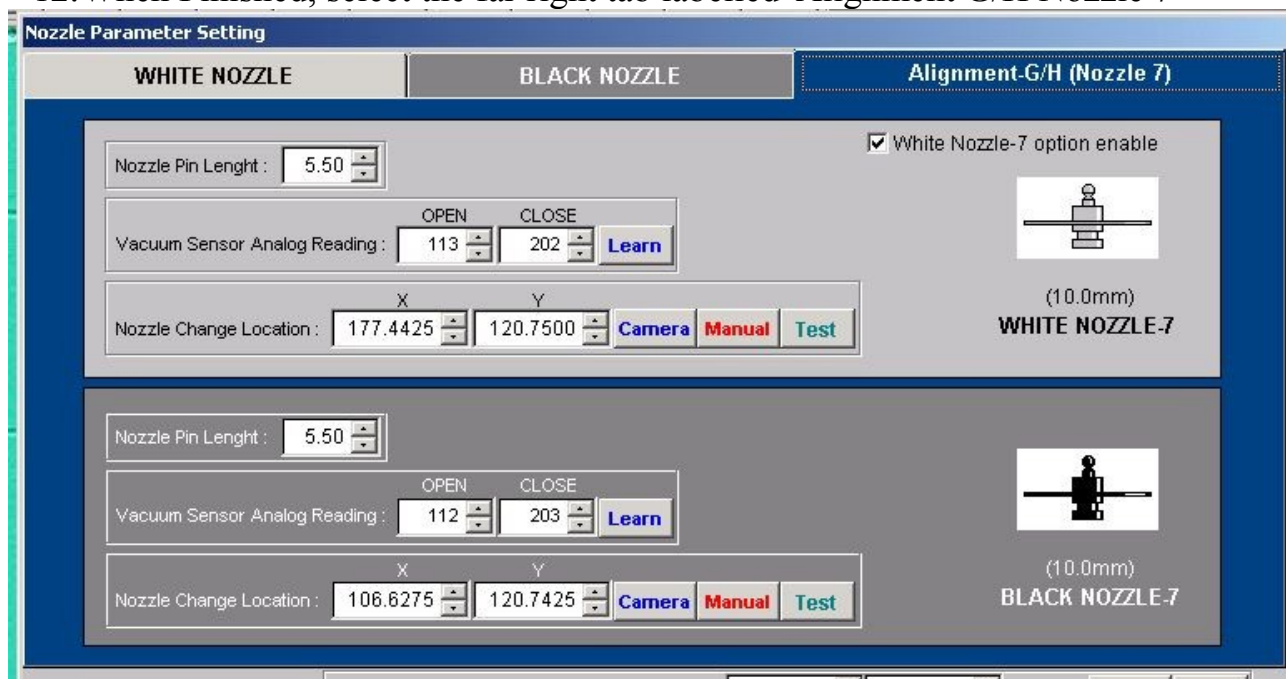 Nozzle Parameter Setting
WHITE NOZZLE
BLACK NOZZLE
Alignment-G/H (Nozzle 7)
White Nozzle-7 option enable
Nozzle Pin Lenght : 5.50
OPEN CLOSE
Vacuum Sensor Analog Reading : 113 202 Learn
X Y
Nozzle Change Location : 177.4425 120.7500 Camera Manual Test
(10.0mm)
WHITE NOZZLE-7
Nozzle Pin Lenght : 5.50
OPEN CLOSE
Vacuum Sensor Analog Reading : 112 203 Learn
X Y
Nozzle Change Location : 106.6275 120.7425 Camera Manual Test
(10.0mm)
BLACK NOZZLE-7